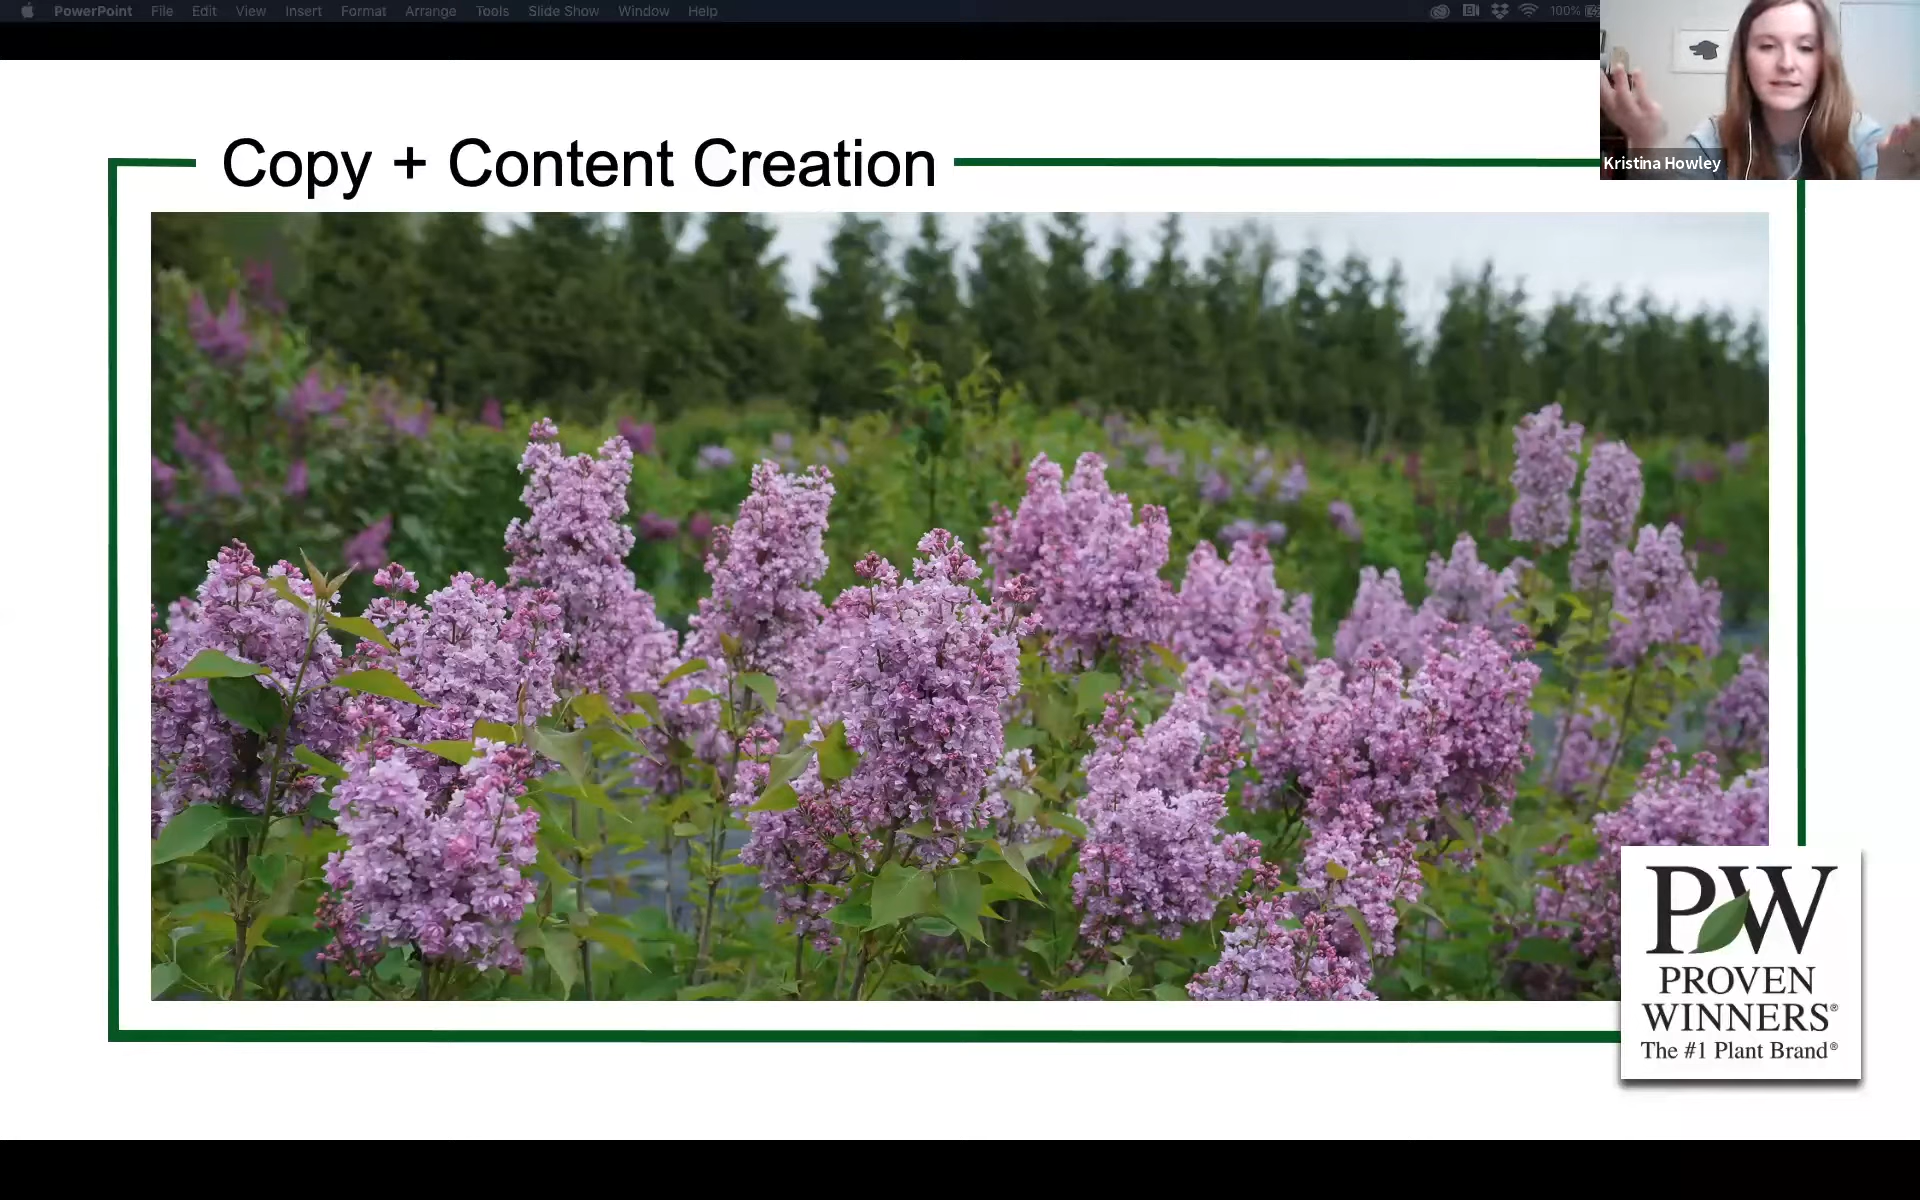 PowerPoint File Edit View Insert Format Arrange Tools Slide Show Window Help 100%
Kristina Howley
Copy + Content Creation
PW
PROVEN
WINNERS®
The #1 Plant Brand®